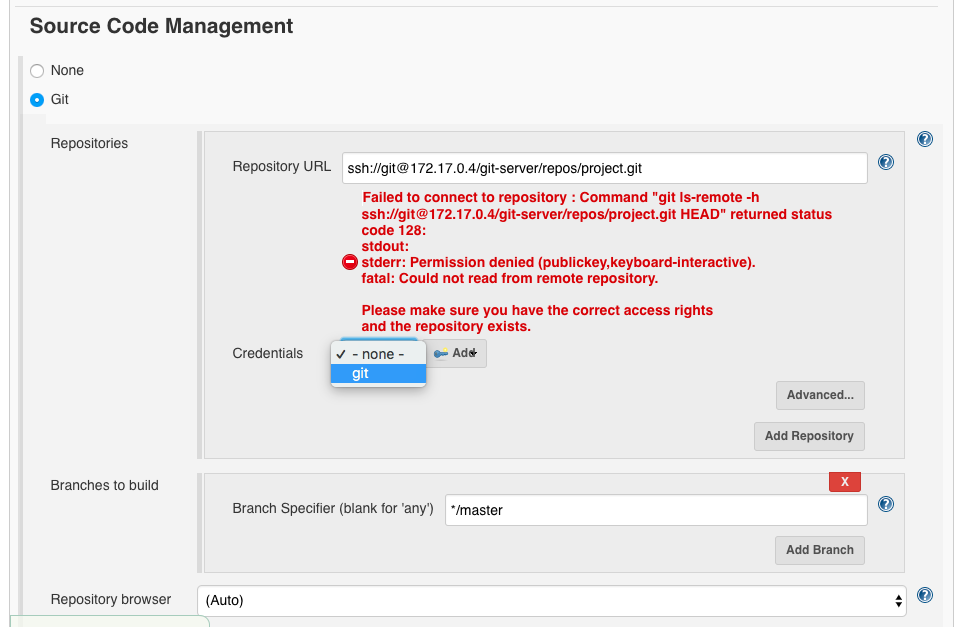 Source Code Management
None
Git
Repositories
Repository URL
ssh://git@172.17.0.4/git-server/repos/project.git
Failed to connect to repository : Command "git ls-remote -h
ssh://git@172.17.0.4/git-server/repos/project.git HEAD" returned status
code 128:
stdout:
stderr: Permission denied (publickey,keyboard-interactive).
fatal: Could not read from remote repository.
Please make sure you have the correct access rights
and the repository exists.
Credentials
✓ - none -
git
Add
Advanced...
Add Repository
Branches to build
X
Branch Specifier (blank for 'any')
*/master
Add Branch
Repository browser
(Auto)